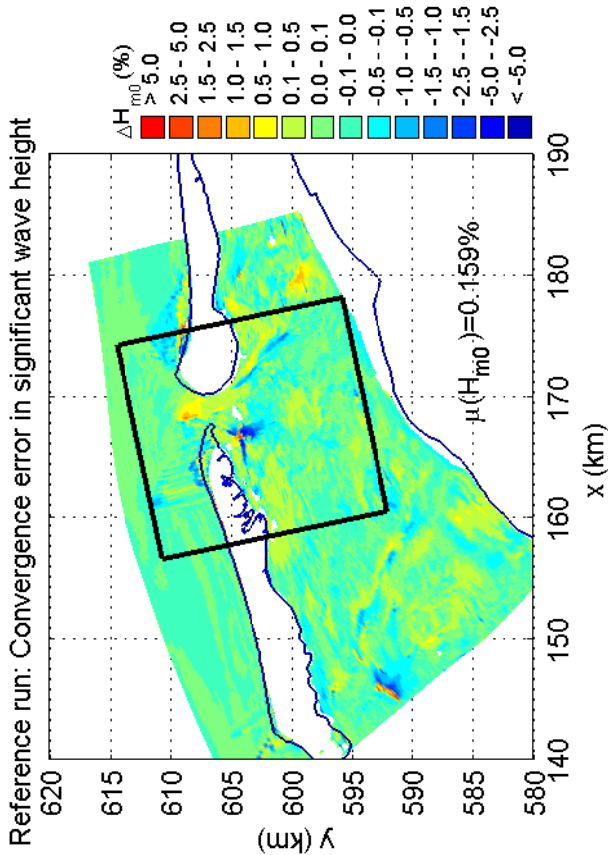 Reference run: Convergence error in significant wave height
△Hm0(%)
> 5.0
2.5 - 5.0
1.5 - 2.5
1.0 - 1.5
0.5 - 1.0
0.1 - 0.5
0.0 - 0.1
-0.1 - 0.0
-0.5 - -0.1
-1.0 - -0.5
-1.5 - -1.0
-2.5 - -1.5
-5.0 - -2.5
< -5.0
620
615
610
605
600
595
590
585
580
y (km)
140
150
160
170
180
190
x (km)
μ(Hm0)=0.159%